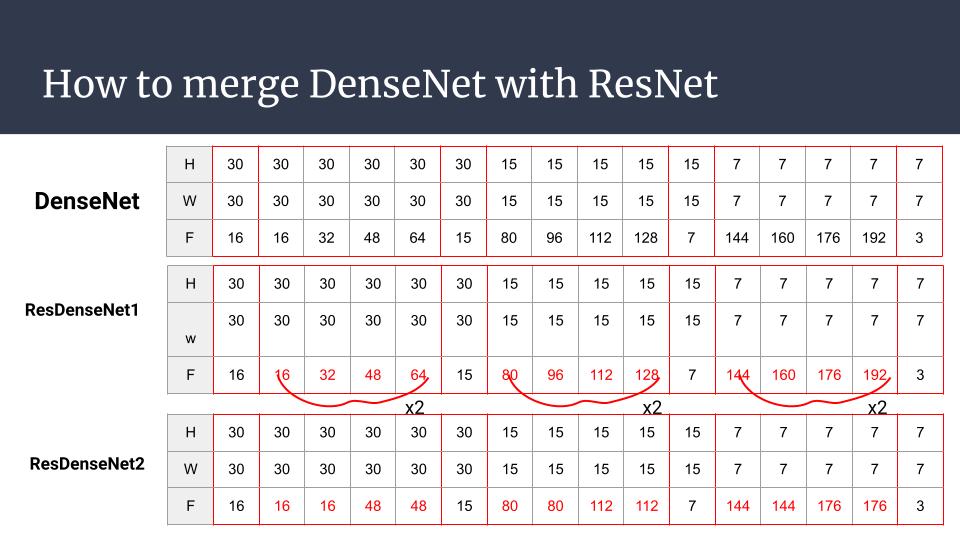 How to merge DenseNet with ResNet
DenseNet
H 30 30 30 30 30 30 15 15 15 15 15 7 7 7 7 7
W 30 30 30 30 30 30 15 15 15 15 15 7 7 7 7 7
F 16 16 32 48 64 15 80 96 112 128 7 144 160 176 192 3
ResDenseNet1
H 30 30 30 30 30 30 15 15 15 15 15 7 7 7 7 7
w 30 30 30 30 30 30 15 15 15 15 15 7 7 7 7 7
F 16 16 32 48 64 15 80 96 112 128 7 144 160 176 192 3
x2 x2 x2
ResDenseNet2
H 30 30 30 30 30 30 15 15 15 15 15 7 7 7 7 7
W 30 30 30 30 30 30 15 15 15 15 15 7 7 7 7 7
F 16 16 16 48 48 15 80 80 112 112 7 144 144 176 176 3